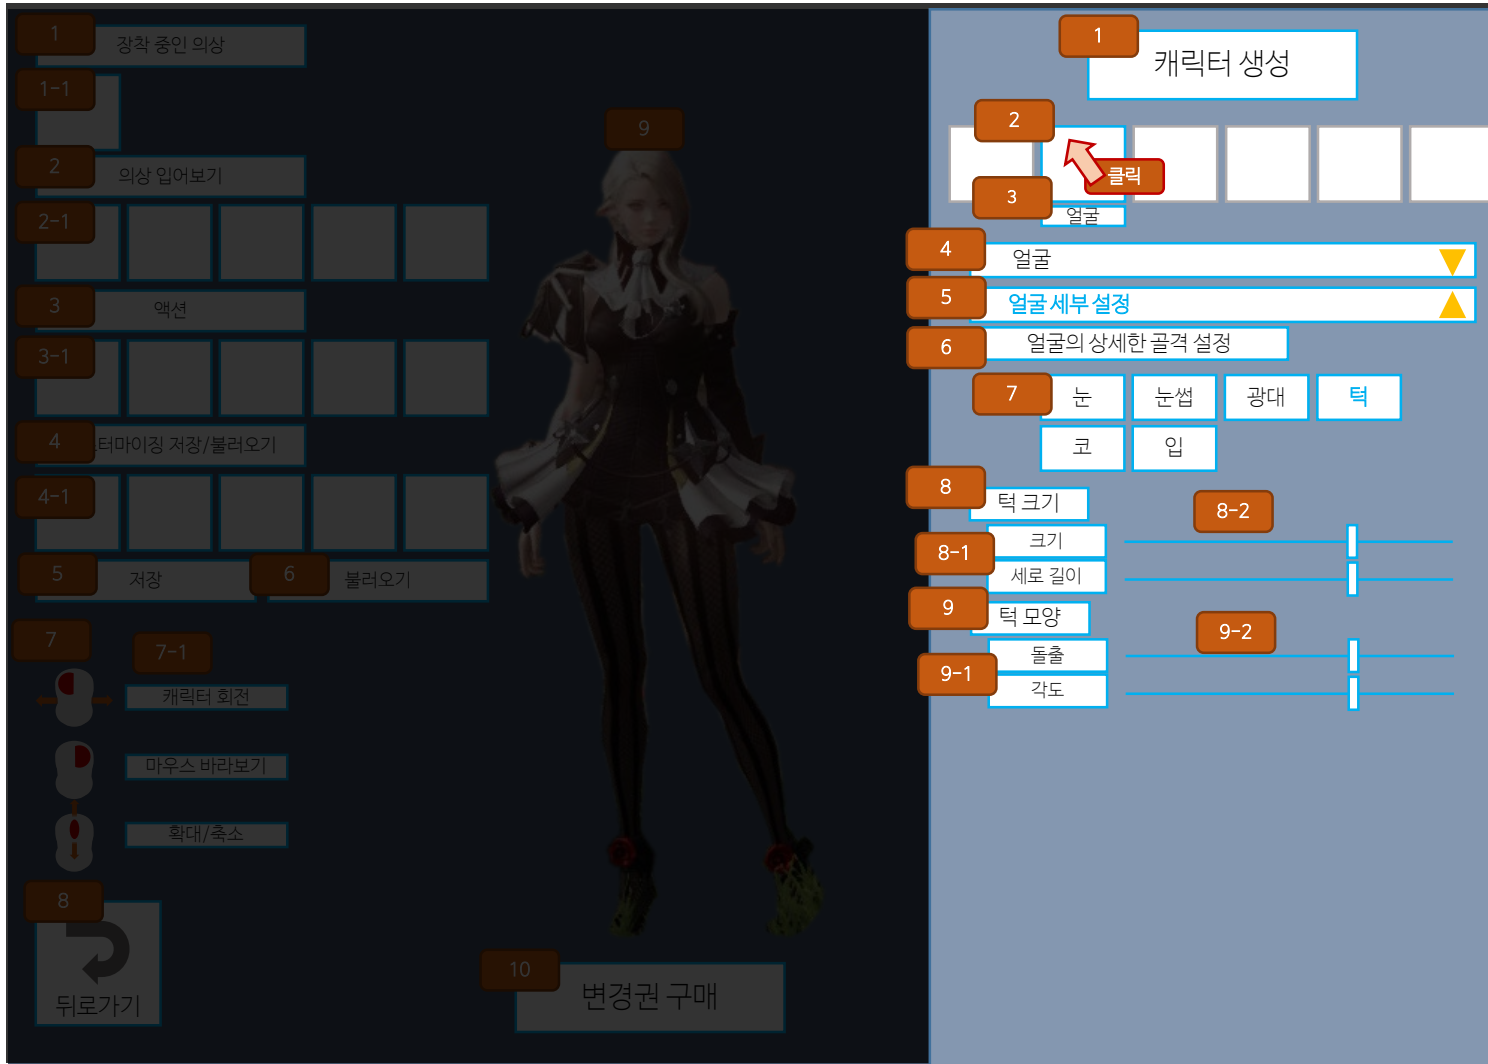 1
장착 중인 의상
1-1
2
의상 입어보기
2-1
3
액션
3-1
4
터마이징 저장/불러오기
4-1
5
저장
6
불러오기
7
7-1
캐릭터 회전
마우스 바라보기
확대/축소
8
뒤로가기
9
10
변경권 구매
1
캐릭터 생성
2
클릭
3
얼굴
4
얼굴
5
얼굴 세부 설정
6
얼굴의 상세한 골격 설정
7
눈 눈썹 광대 턱
코 입
8
턱 크기
8-2
8-1
크기
세로 길이
9
턱 모양
9-2
9-1
돌출
각도